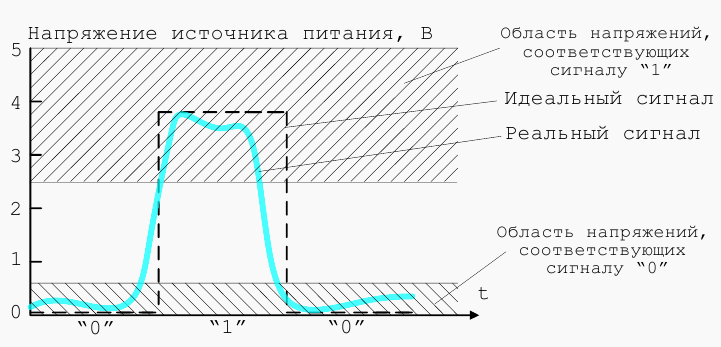 Напряжение источника питания, В
Область напряжений,
соответствующих
сигналу “1”
5
4
Идеальный сигнал
Реальный сигнал
3
2
Область напряжений,
соответствующих
сигналу “0”
1
t
0
“0” “1” “0”